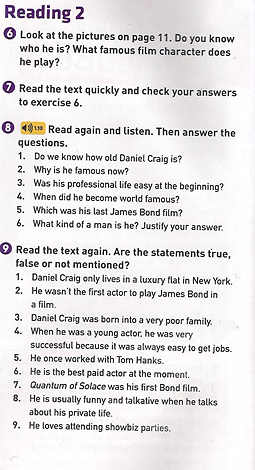 Reading 2
6 Look at the pictures on page 11. Do you know
who he is? What famous film character does
he play?
7 Read the text quickly and check your answers
to exercise 6.
8 1.10 Read again and listen. Then answer the
questions.
1. Do we know how old Daniel Craig is?
2. Why is he famous now?
3. Was his professional life easy at the beginning?
4. When did he become world famous?
5. Which was his last James Bond film?
6. What kind of a man is he? Justify your answer.
9 Read the text again. Are the statements true,
false or not mentioned?
1. Daniel Craig only lives in a luxury flat in New York.
2. He wasn't the first actor to play James Bond in
a film.
3. Daniel Craig was born into a very poor family.
4. When he was a young actor, he was very
successful because it was always easy to get jobs.
5. He once worked with Tom Hanks.
6. He is the best paid actor at the moment.
7. Quantum of Solace was his first Bond film.
8. He is usually funny and talkative when he talks
about his private life.
9. He loves attending showbiz parties.